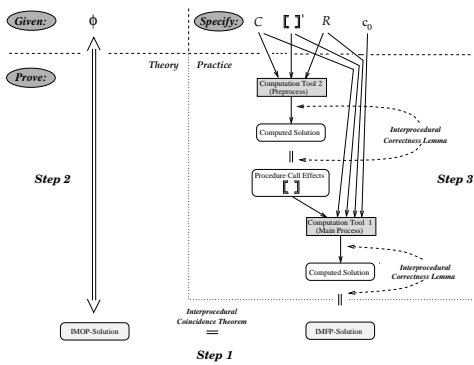 Given:
ϕ
Specify:
C
[ ]'
R
c0
Theory
Practice
Prove:
Computation Tool 2
(Preprocess)
Computed Solution
Interprocedural
Correctness Lemma
=
Procedure Call Effects
[ ]
Step 2
Step 3
Computation Tool 1
(Main Process)
Computed Solution
Interprocedural
Correctness Lemma
=
Interprocedural
Coincidence Theorem
=
IMOP-Solution
IMFP-Solution
Step 1